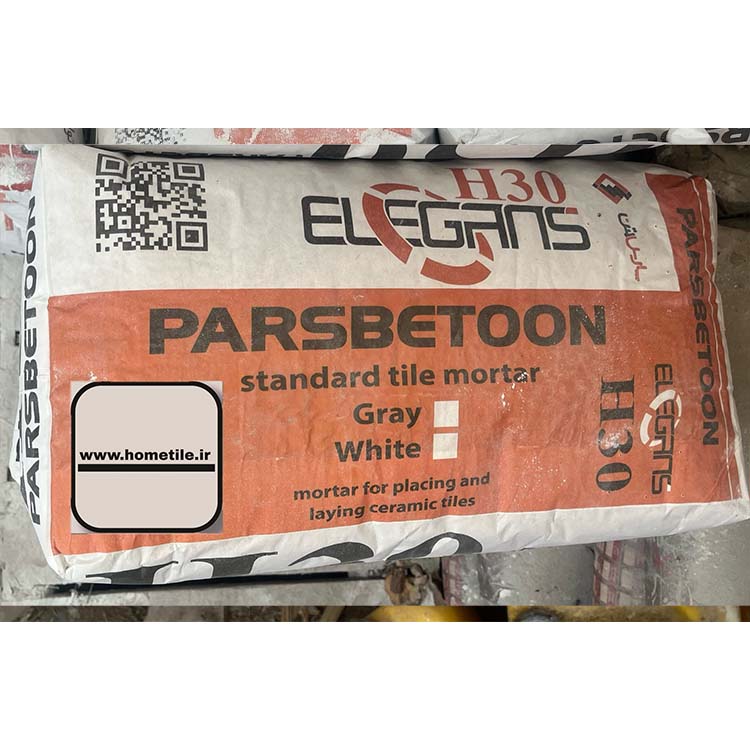 H30
ELEGANS
پارس بتن
PARSBETOON
standard tile mortar
Gray
White
mortar for placing and
laying ceramic tiles
www.hometile.ir
PARSBETOON
PARSBETOON
ELEGANS
H30